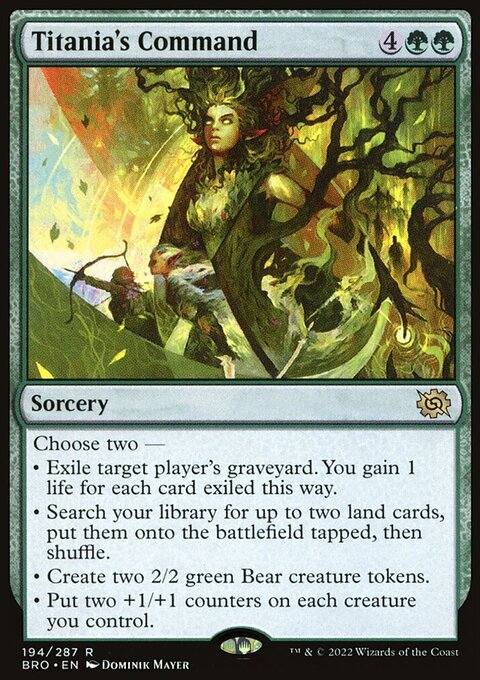 Titania's Command 4
Sorcery
Choose two —
• Exile target player's graveyard. You gain 1
life for each card exiled this way.
• Search your library for up to two land cards,
put them onto the battlefield tapped, then
shuffle.
• Create two 2/2 green Bear creature tokens.
• Put two +1/+1 counters on each creature
you control.
194/287 R
BRO • EN Dominik Mayer
™ & © 2022 Wizards of the Coast